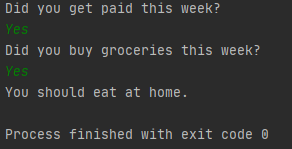 Did you get paid this week?
Yes
Did you buy groceries this week?
Yes
You should eat at home.
Process finished with exit code 0